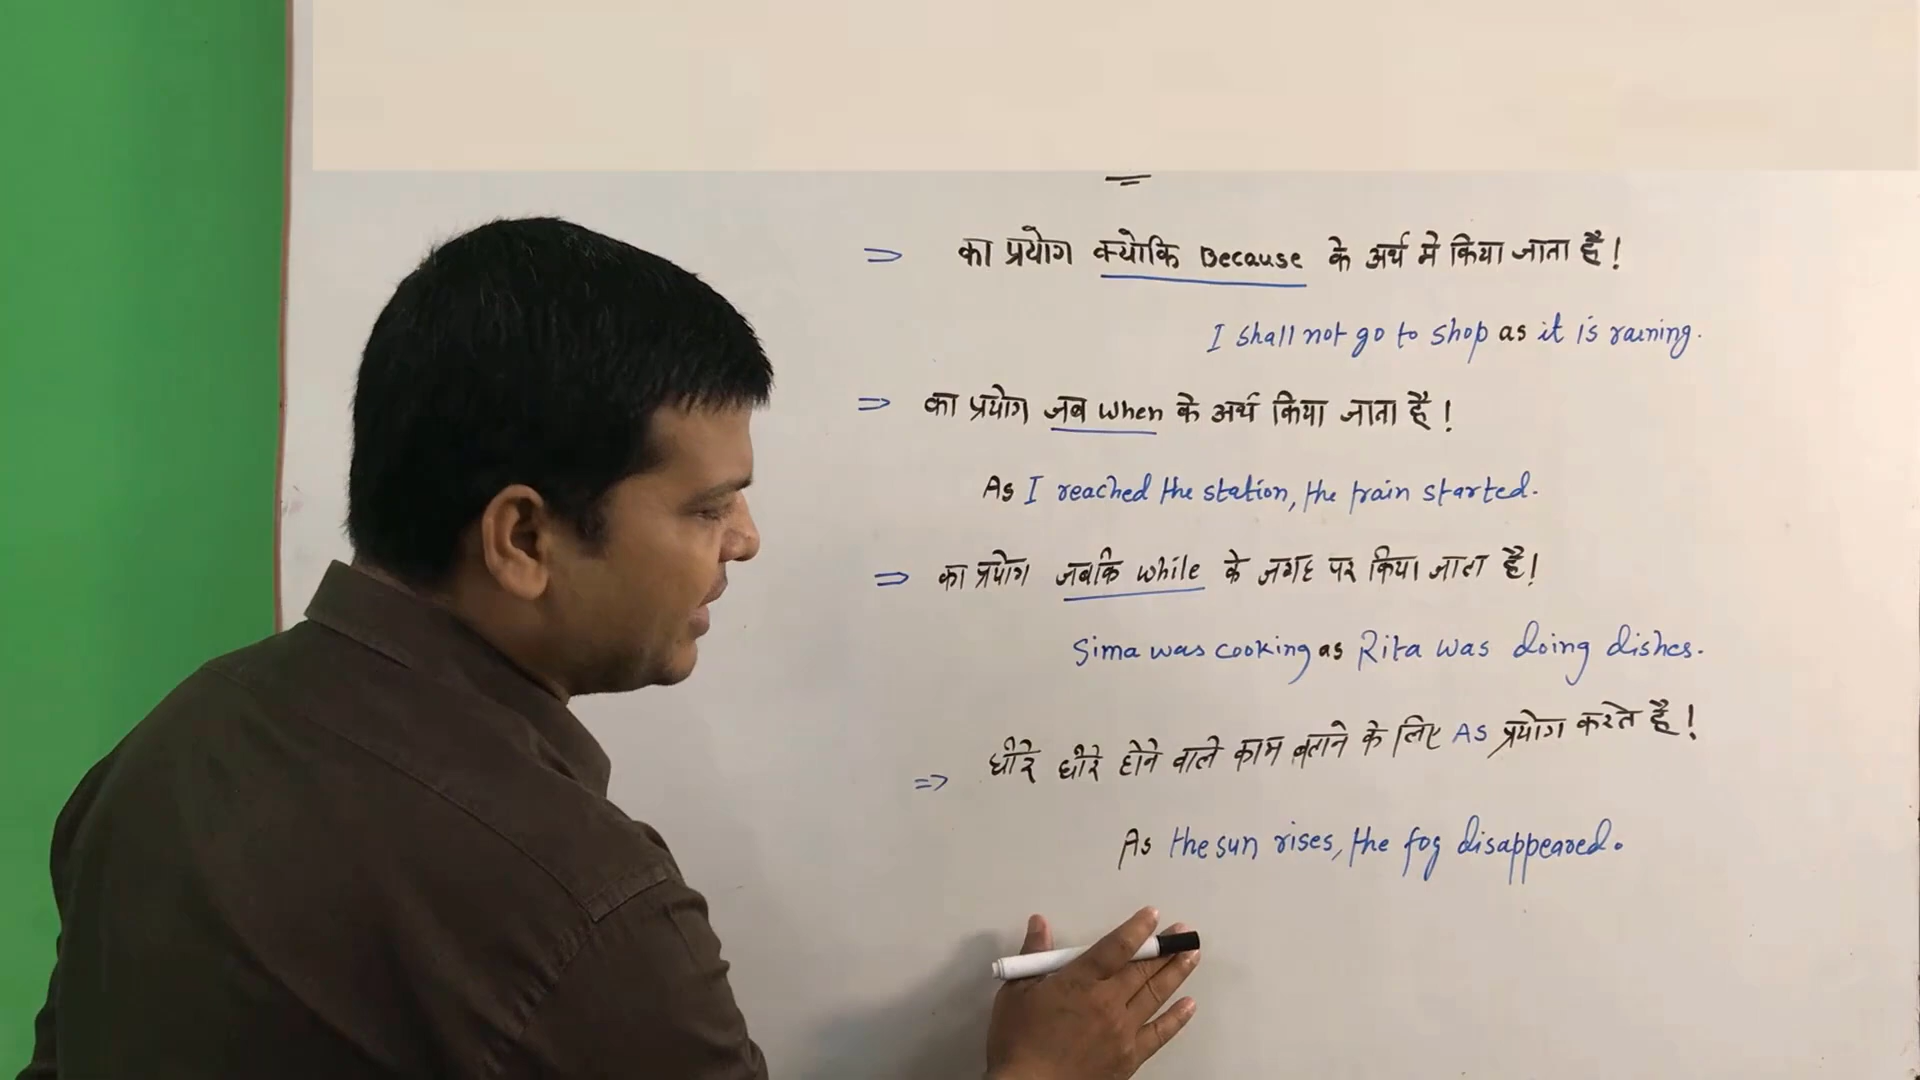 ⇒ का प्रयोग क्योकि Because के अर्थ मे किया जाता है!
I shall not go to shop as it is raining.
⇒ का प्रयोग जब when के अर्थ किया जाता है!
As I reached the station, the train started.
⇒ का प्रयोग जबकि while के जगह पर किया जाता है!
Sima was cooking as Rita was doing dishes.
⇒ धीरे धीरे होने वाले काम बताने के लिए As प्रयोग करते है!
As the sun rises, the fog disappeared.